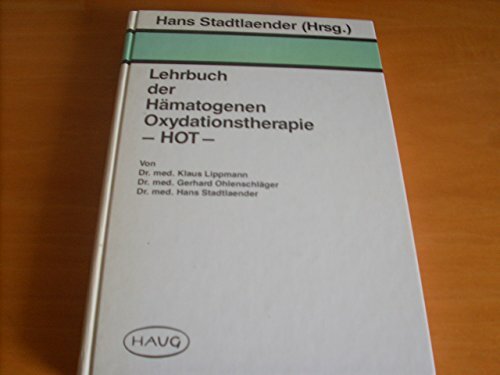 Hans Stadtlaender (Hrsg.)
Lehrbuch
der
Hämatogenen
Oxydationstherapie
– HOT –
Von
Dr. med. Klaus Lippmann
Dr. med. Gerhard Ohlenschläger
Dr. med. Hans Stadtlaender
HAUG